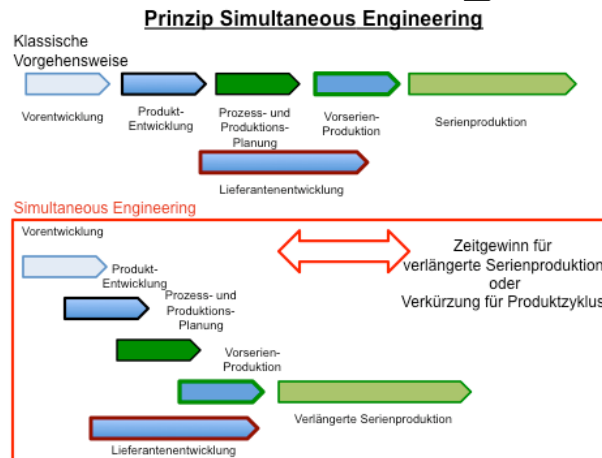 Prinzip Simultaneous Engineering
Klassische
Vorgehensweise
Vorentwicklung
Produkt-
Entwicklung
Prozess- und
Produktions-
Planung
Vorserien-
Produktion
Serienproduktion
Lieferantenentwicklung
Simultaneous Engineering
Vorentwicklung
Zeitgewinn für
verlängerte Serienproduktion
oder
Verkürzung für Produktzyklus
Produkt-
Entwicklung
Prozess- und
Produktions-
Planung
Vorserien-
Produktion
Verlängerte Serienproduktion
Lieferantenentwicklung